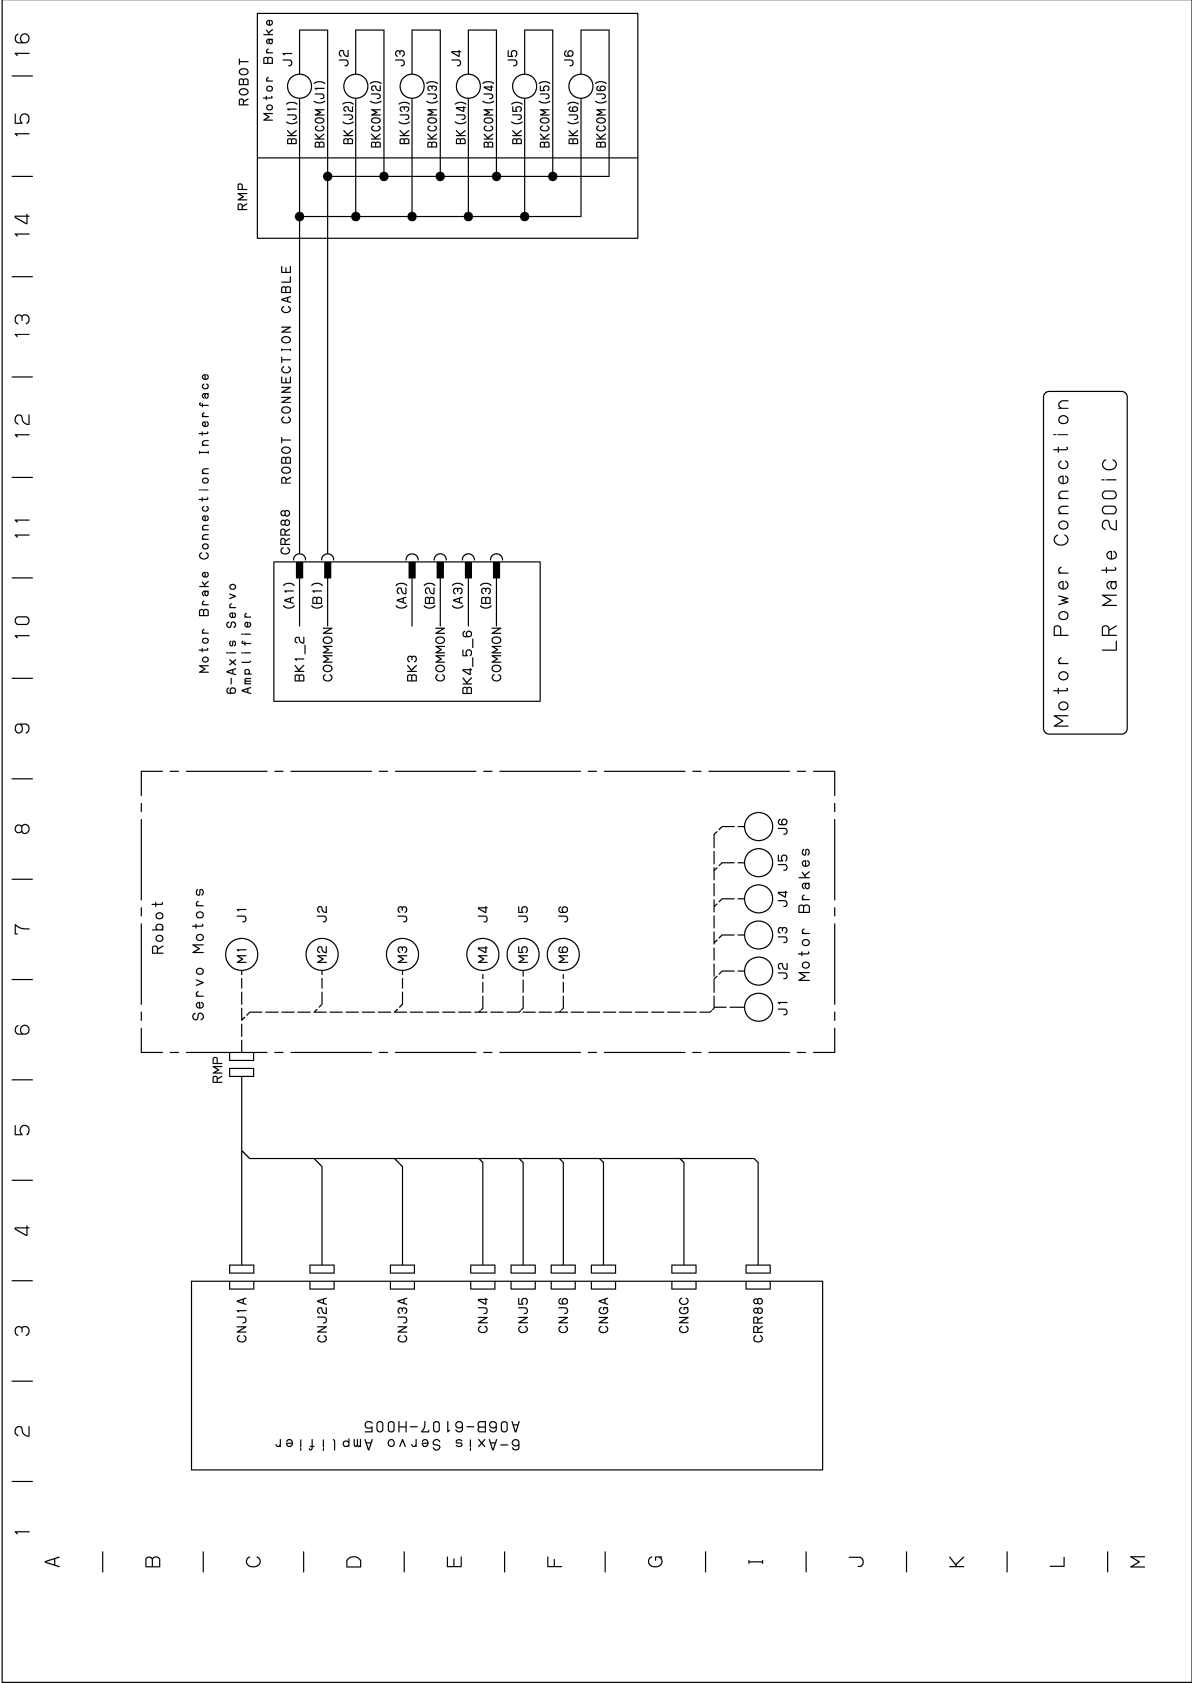 A
B
C
D
E
F
G
I
J
K
L
M
1
2
3
4
5
6
7
8
9
10
11
12
13
14
15
16
6-Axis Servo Amplifier
A06B-6107-H005
CNJ1A
CNJ2A
CNJ3A
CNJ4
CNJ5
CNJ6
CNGA
CNGC
CRR88
RMP
Robot
Servo Motors
M1 J1
M2 J2
M3 J3
M4 J4
M5 J5
M6 J6
J1 J2 J3 J4 J5 J6
Motor Brakes
Motor Brake Connection Interface
6-Axis Servo
Amplifier
BK1_2 (A1)
COMMON (B1)
BK3 (A2)
COMMON (B2)
BK4_5_6 (A3)
COMMON (B3)
CRR88 ROBOT CONNECTION CABLE
RMP
ROBOT
Motor Brake
BK (J1) J1
BKCOM (J1)
BK (J2) J2
BKCOM (J2)
BK (J3) J3
BKCOM (J3)
BK (J4) J4
BKCOM (J4)
BK (J5) J5
BKCOM (J5)
BK (J6) J6
BKCOM (J6)
Motor Power Connection
LR Mate 200iC